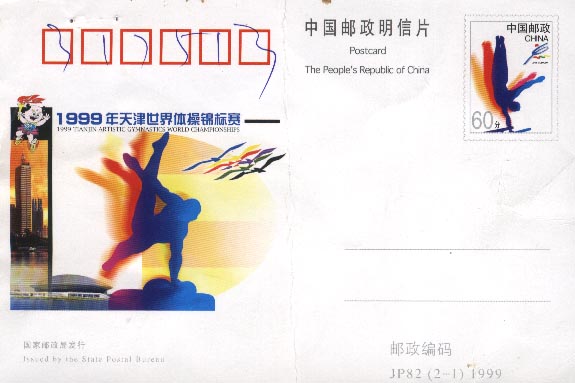 315153
中国邮政明信片
Postcard
The People's Republic of China
中国邮政
CHINA
60分
1999年天津世界体操锦标赛
1999 TIANJIN ARTISTIC GYMNASTICS WORLD CHAMPIONSHIPS
国家邮政局发行
Issued by the State Postal Bureau
邮政编码
JP82 (2-1) 1999